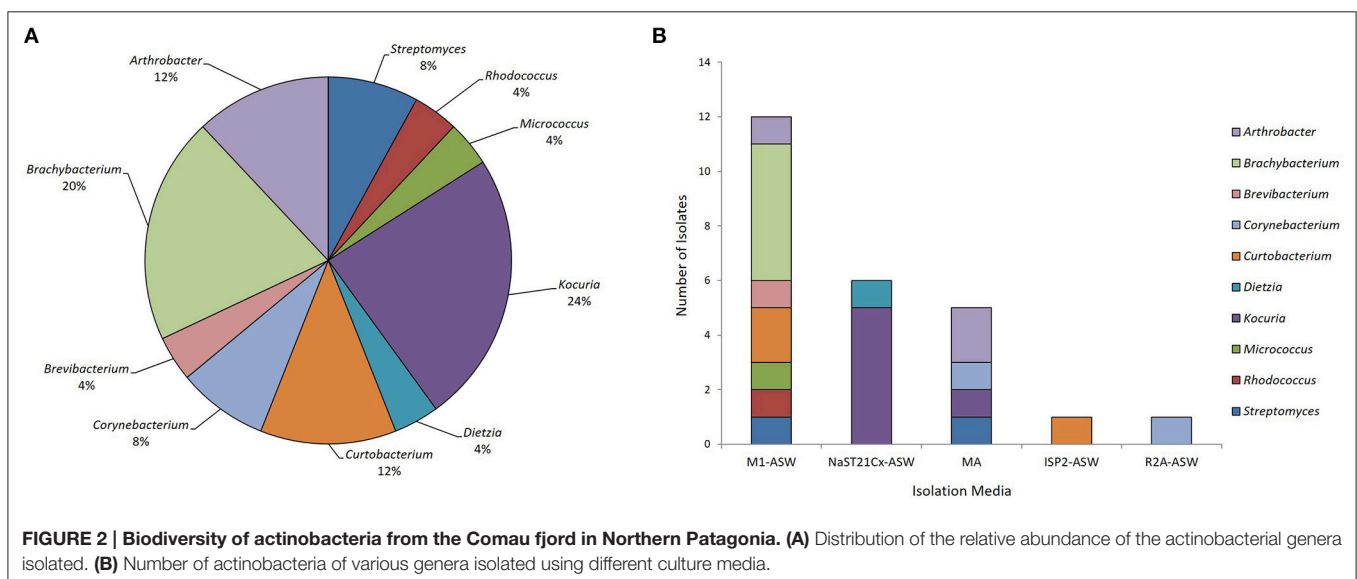 A
Streptomyces
8%
Rhodococcus
4%
Micrococcus
4%
Kocuria
24%
Dietzia
4%
Curtobacterium
12%
Corynebacterium
8%
Brevibacterium
4%
Brachybacterium
20%
Arthrobacter
12%
B
Number of Isolates
14
12
10
8
6
4
2
0
M1-ASW
NaST21Cx-ASW
MA
ISP2-ASW
R2A-ASW
Isolation Media
Arthrobacter
Brachybacterium
Brevibacterium
Corynebacterium
Curtobacterium
Dietzia
Kocuria
Micrococcus
Rhodococcus
Streptomyces
FIGURE 2 | Biodiversity of actinobacteria from the Comau fjord in Northern Patagonia. (A) Distribution of the relative abundance of the actinobacterial genera
isolated. (B) Number of actinobacteria of various genera isolated using different culture media.